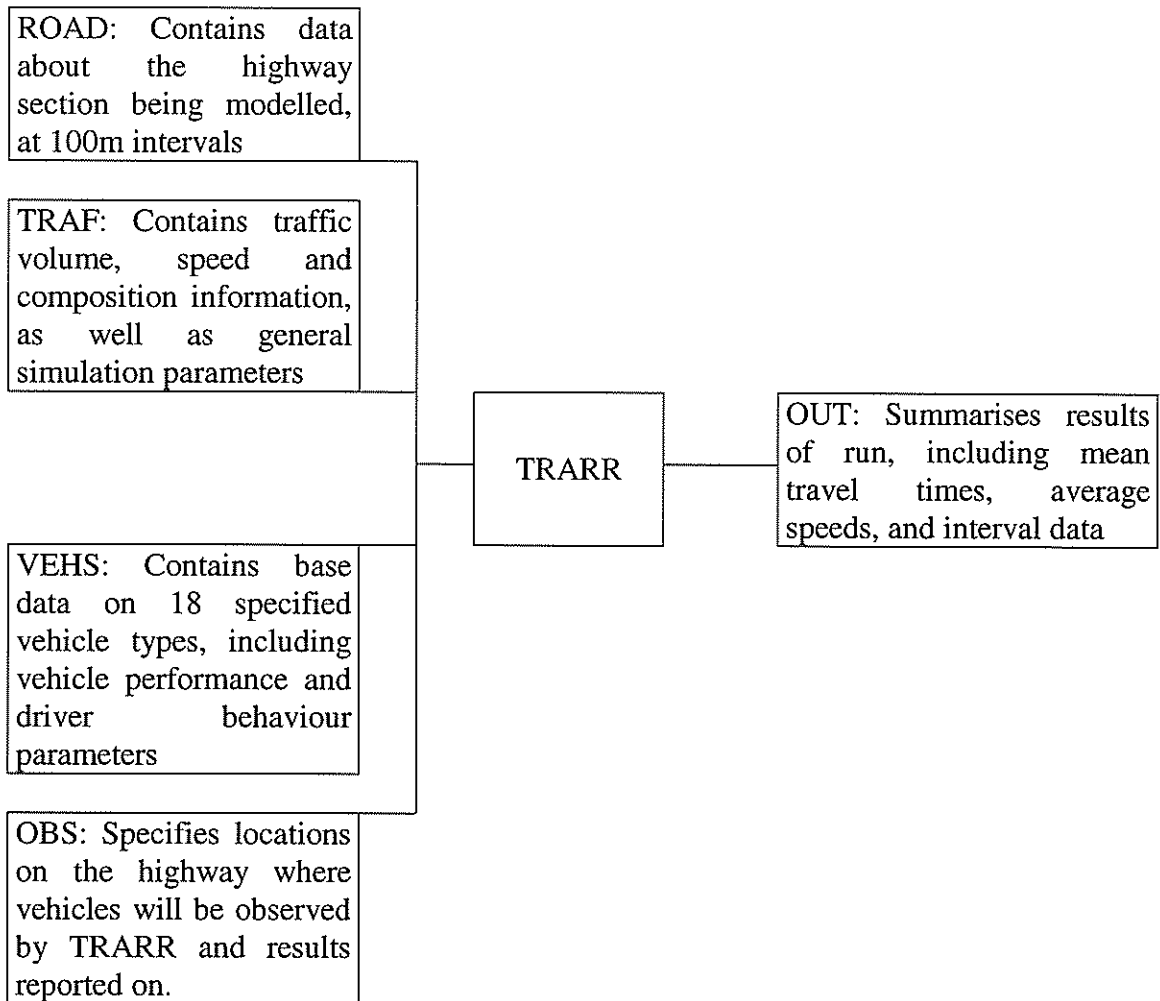 ROAD: Contains data
about the highway
section being modelled,
at 100m intervals
TRAF: Contains traffic
volume, speed and
composition information,
as well as general
simulation parameters
VEHS: Contains base
data on 18 specified
vehicle types, including
vehicle performance and
driver behaviour
parameters
OBS: Specifies locations
on the highway where
vehicles will be observed
by TRARR and results
reported on.
TRARR
OUT: Summarises results
of run, including mean
travel times, average
speeds, and interval data